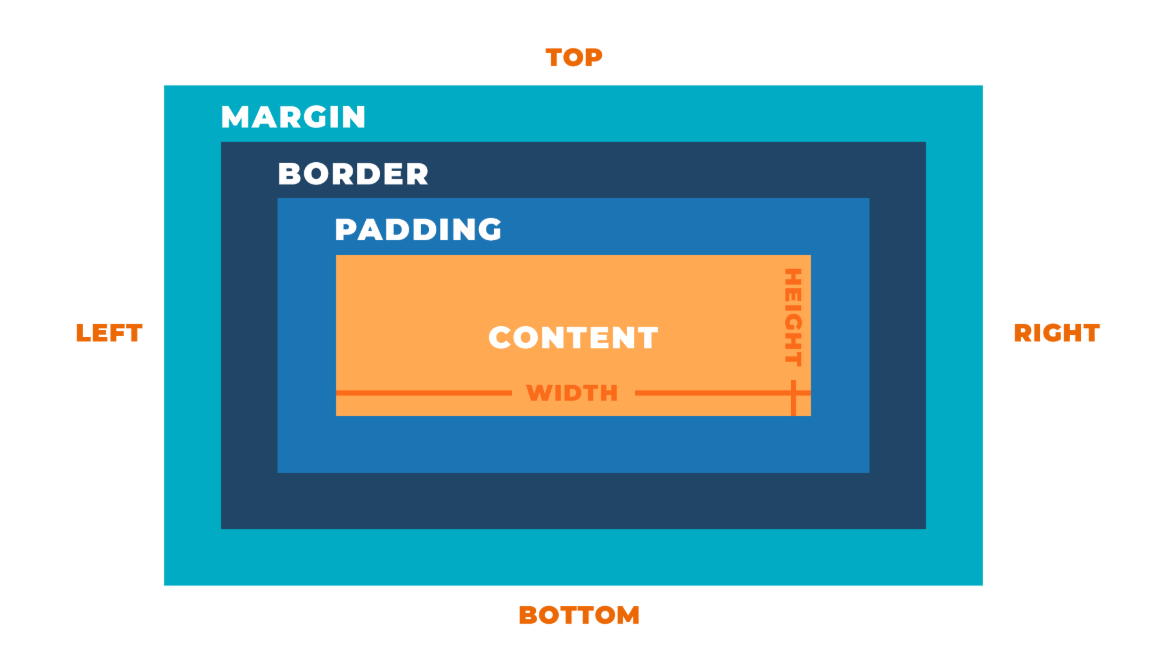 TOP
MARGIN
BORDER
PADDING
HEIGHT
CONTENT
LEFT
RIGHT
WIDTH
BOTTOM